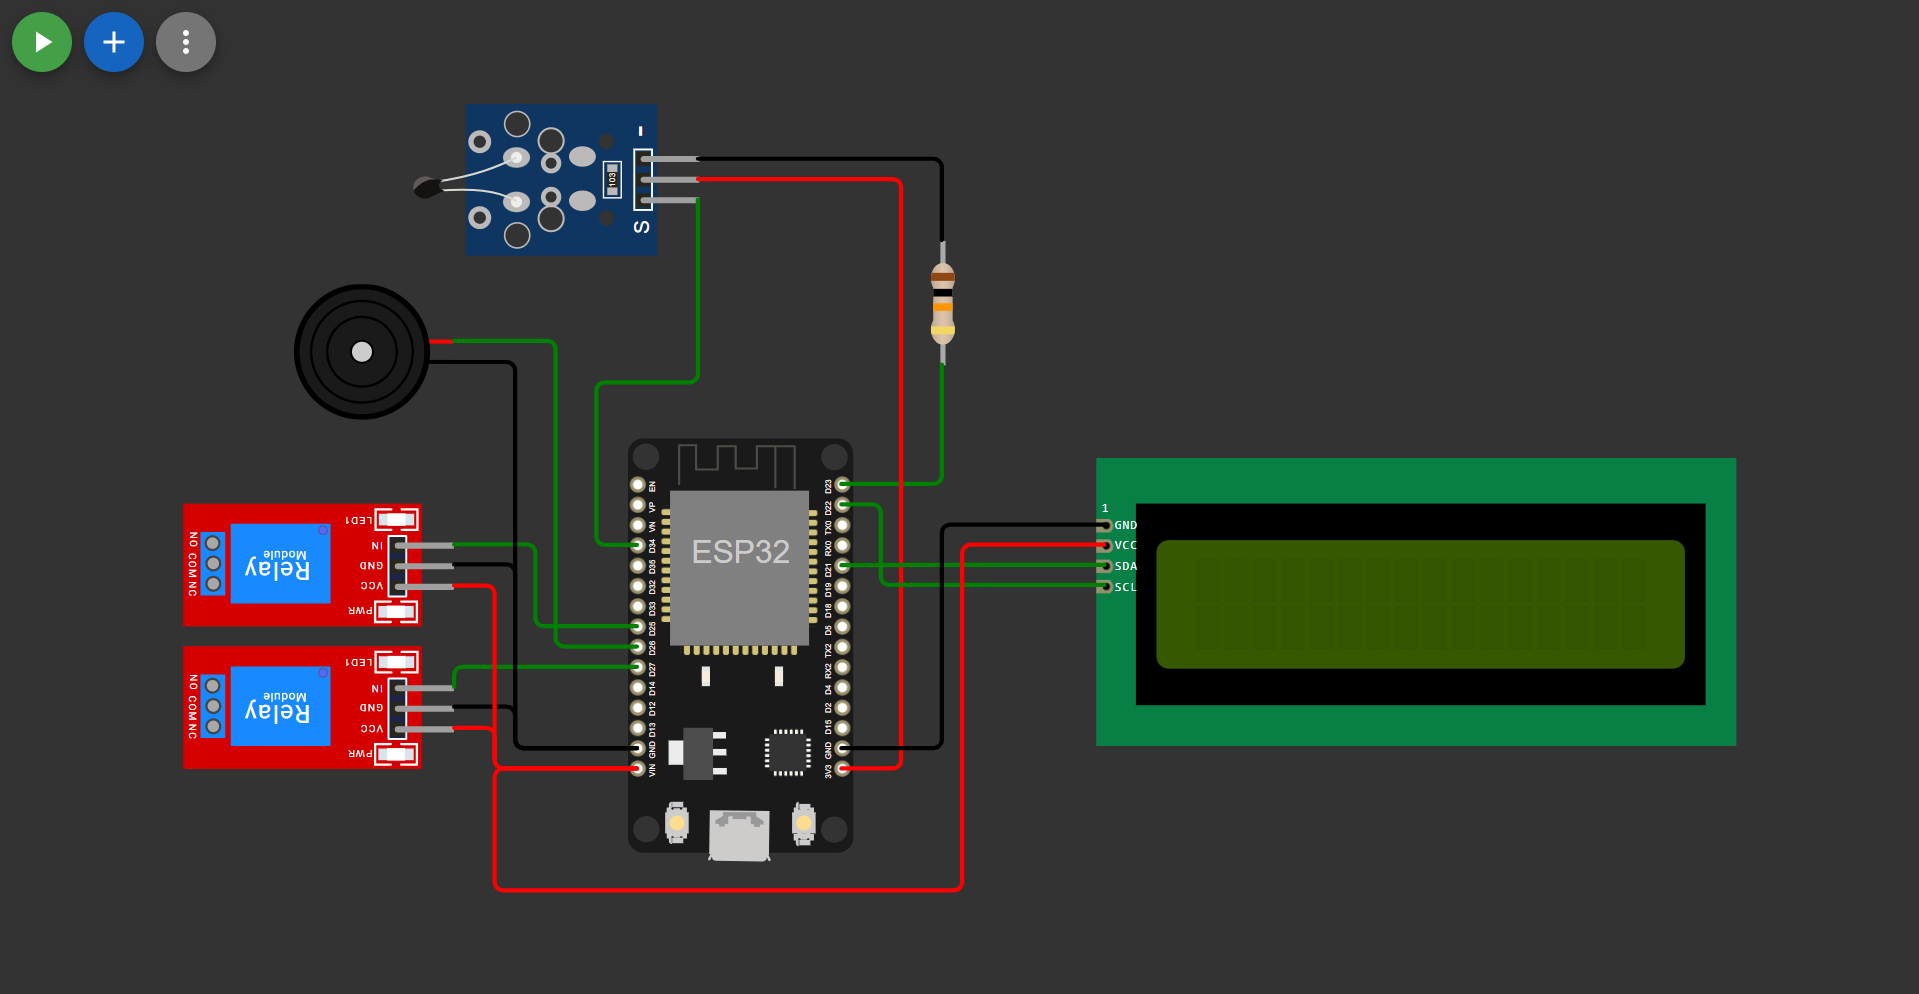 -
103
S
ESP32
EN
VP
VN
D34
D35
D32
D33
D25
D26
D27
D14
D12
D13
GND
VIN
D23
D22
TX0
RX0
D21
D19
D18
D5
TX2
RX2
D4
D2
D15
GND
3V3
LED1
IN
GND
VCC
PWR
NO COM NC
Relay
Module
LED1
IN
GND
VCC
PWR
NO COM NC
Relay
Module
1
GND
VCC
SDA
SCL